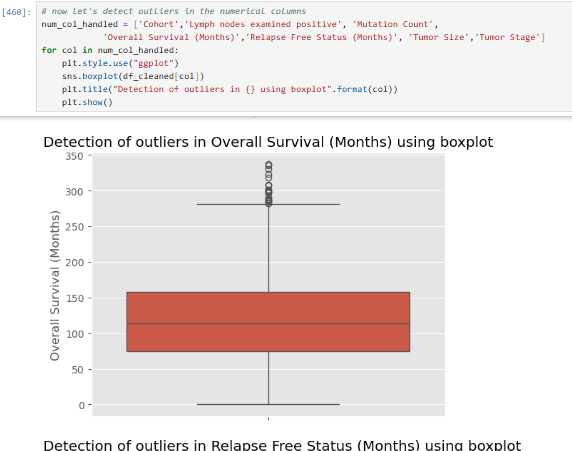 [460]: # now let's detect outliers in the numerical columns
num_col_handled = ['Cohort','Lymph nodes examined positive', 'Mutation Count',
'Overall Survival (Months)','Relapse Free Status (Months)', 'Tumor Size','Tumor Stage']
for col in num_col_handled:
plt.style.use("ggplot")
sns.boxplot(df_cleaned[col])
plt.title("Detection of outliers in {} using boxplot".format(col))
plt.show()
Detection of outliers in Overall Survival (Months) using boxplot
350
300
250
200
150
100
50
0
Overall Survival (Months)
Detection of outliers in Relapse Free Status (Months) using boxplot